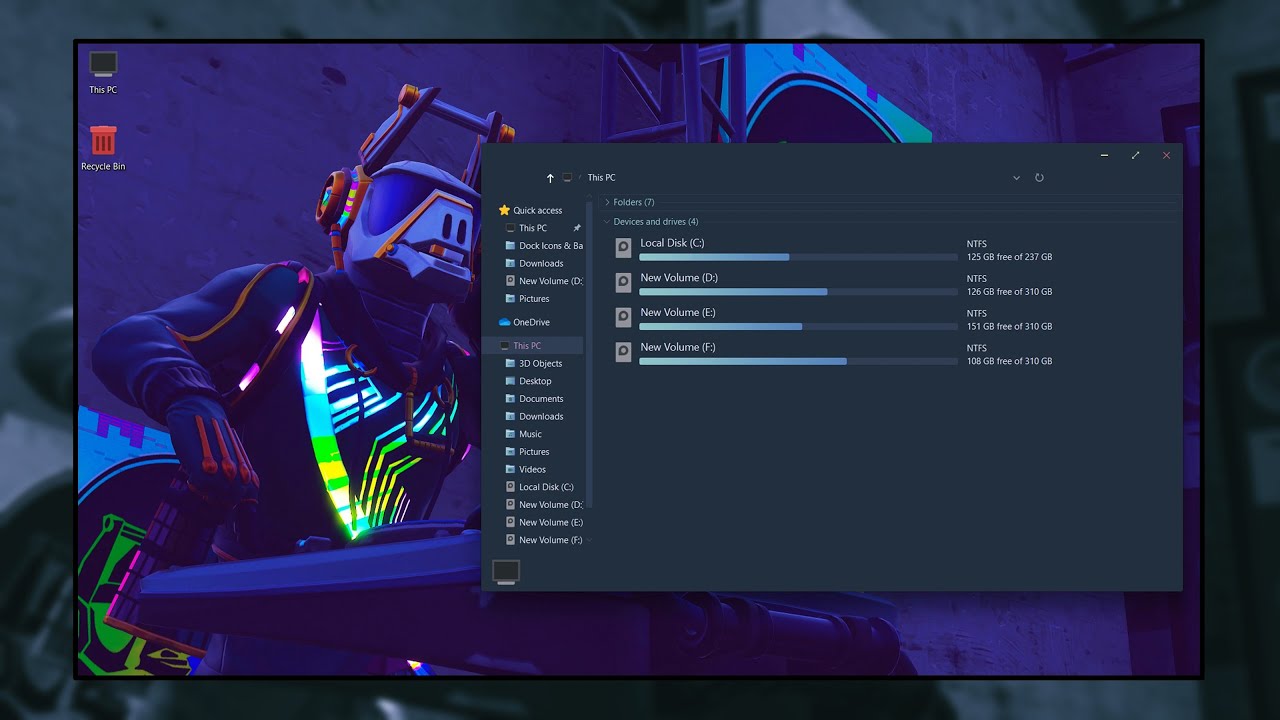 This PC
Recycle Bin
This PC
Quick access
This PC
Dock Icons & Ba
Downloads
New Volume (D:
Pictures
OneDrive
This PC
3D Objects
Desktop
Documents
Downloads
Music
Pictures
Videos
Local Disk (C:)
New Volume (D:
New Volume (E:)
New Volume (F:)
Folders (7)
Devices and drives (4)
Local Disk (C:)
NTFS
125 GB free of 237 GB
New Volume (D:)
NTFS
126 GB free of 310 GB
New Volume (E:)
NTFS
151 GB free of 310 GB
New Volume (F:)
NTFS
108 GB free of 310 GB